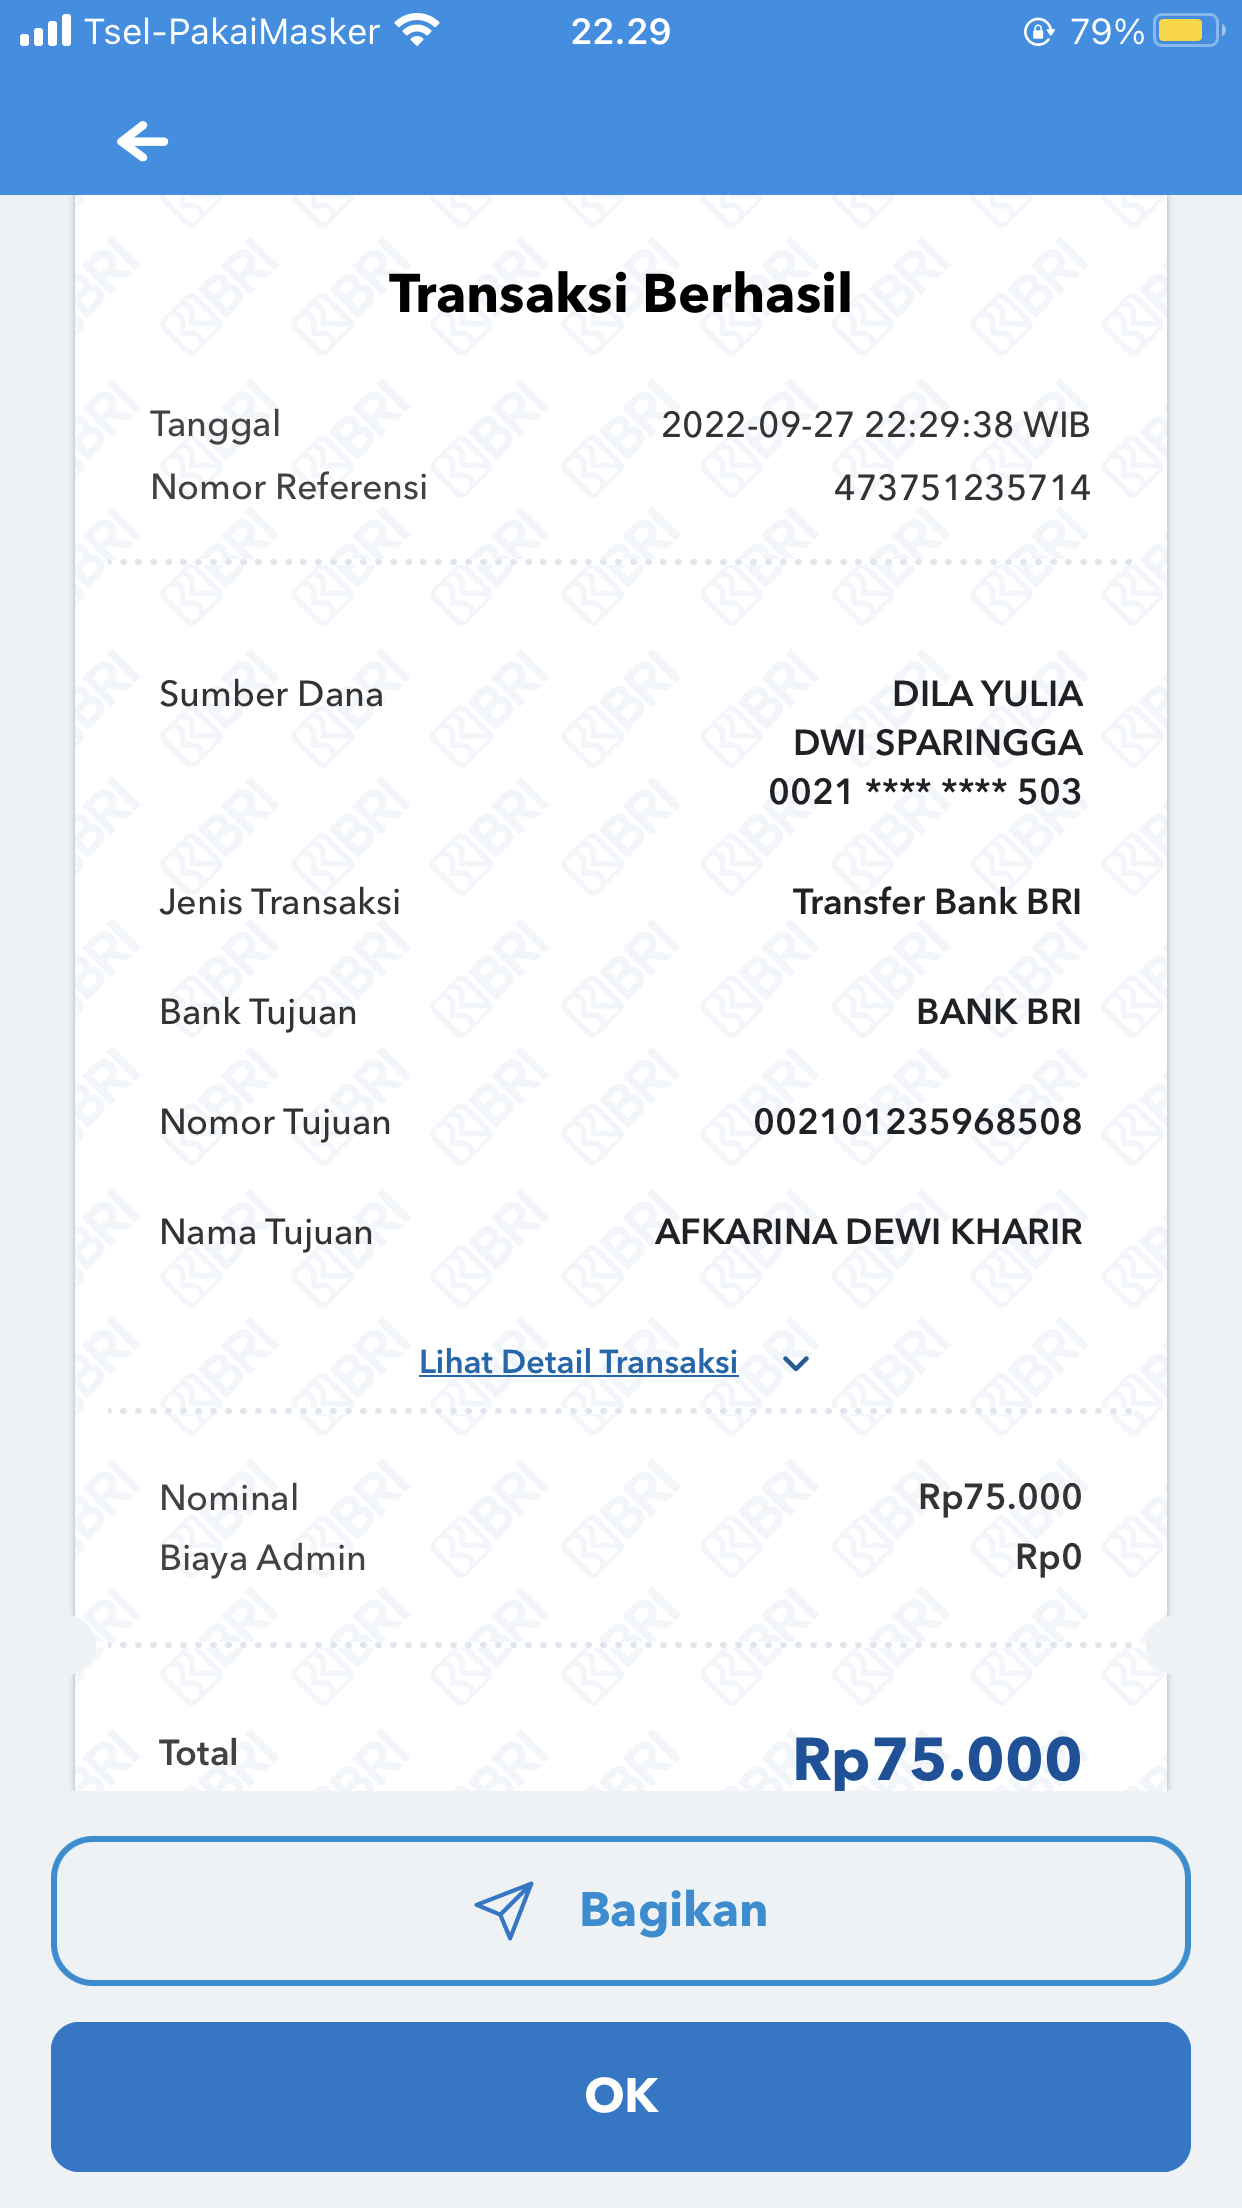 Tsel-PakaiMasker 22.29 79%
Transaksi Berhasil
Tanggal 2022-09-27 22:29:38 WIB
Nomor Referensi 473751235714
Sumber Dana DILA YULIA
DWI SPARINGGA
0021 **** **** 503
Jenis Transaksi Transfer Bank BRI
Bank Tujuan BANK BRI
Nomor Tujuan 002101235968508
Nama Tujuan AFKARINA DEWI KHARIR
Lihat Detail Transaksi
Nominal Rp75.000
Biaya Admin Rp0
Total Rp75.000
Bagikan
OK